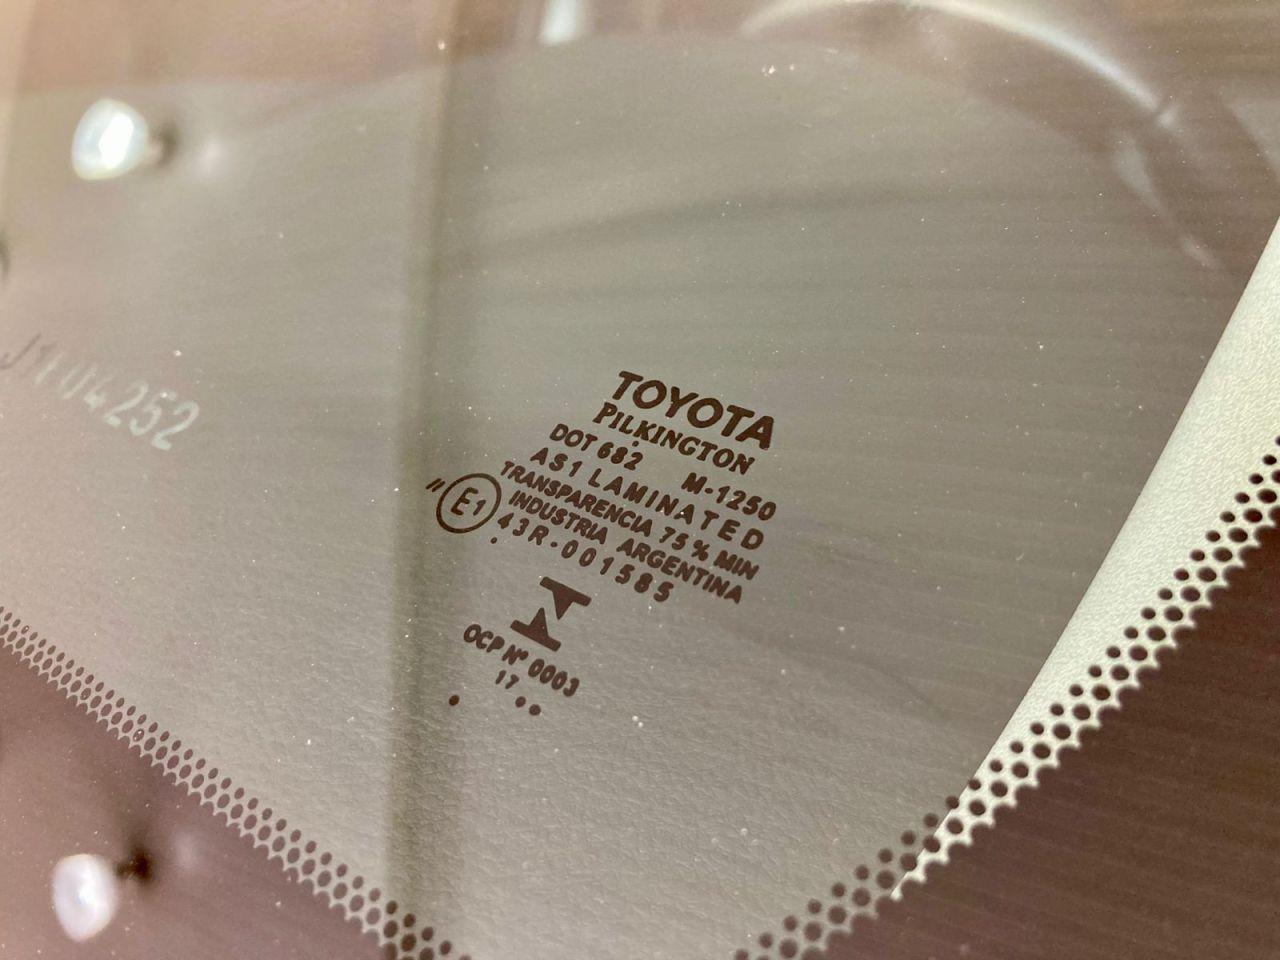 TOYOTA
PILKINGTON
DOT 682 M-1250
AS1 LAMINATED
TRANSPARENCIA 75% MIN
INDUSTRIA ARGENTINA
E1 43R-001585
OCP Nº 0003
17
104252